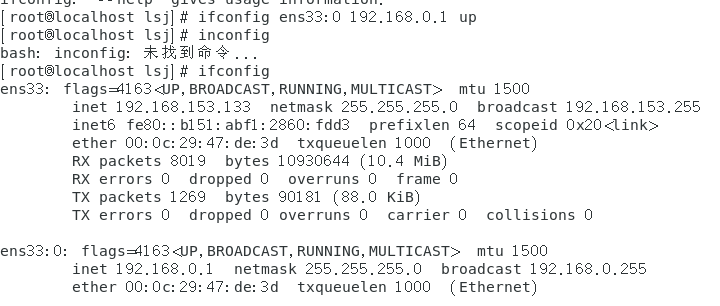 ifconfig: `--help' gives usage information.
[root@localhost lsj]# ifconfig ens33:0 192.168.0.1 up
[root@localhost lsj]# inconfig
bash: inconfig: 未找到命令...
[root@localhost lsj]# ifconfig
ens33: flags=4163<UP,BROADCAST,RUNNING,MULTICAST>  mtu 1500
        inet 192.168.153.133  netmask 255.255.255.0  broadcast 192.168.153.255
        inet6 fe80::b151:abf1:2860:fdd3  prefixlen 64  scopeid 0x20<link>
        ether 00:0c:29:47:de:3d  txqueuelen 1000  (Ethernet)
        RX packets 8019  bytes 10930644 (10.4 MiB)
        RX errors 0  dropped 0  overruns 0  frame 0
        TX packets 1269  bytes 90181 (88.0 KiB)
        TX errors 0  dropped 0 overruns 0  carrier 0  collisions 0
ens33:0: flags=4163<UP,BROADCAST,RUNNING,MULTICAST>  mtu 1500
        inet 192.168.0.1  netmask 255.255.255.0  broadcast 192.168.0.255
        ether 00:0c:29:47:de:3d  txqueuelen 1000  (Ethernet)